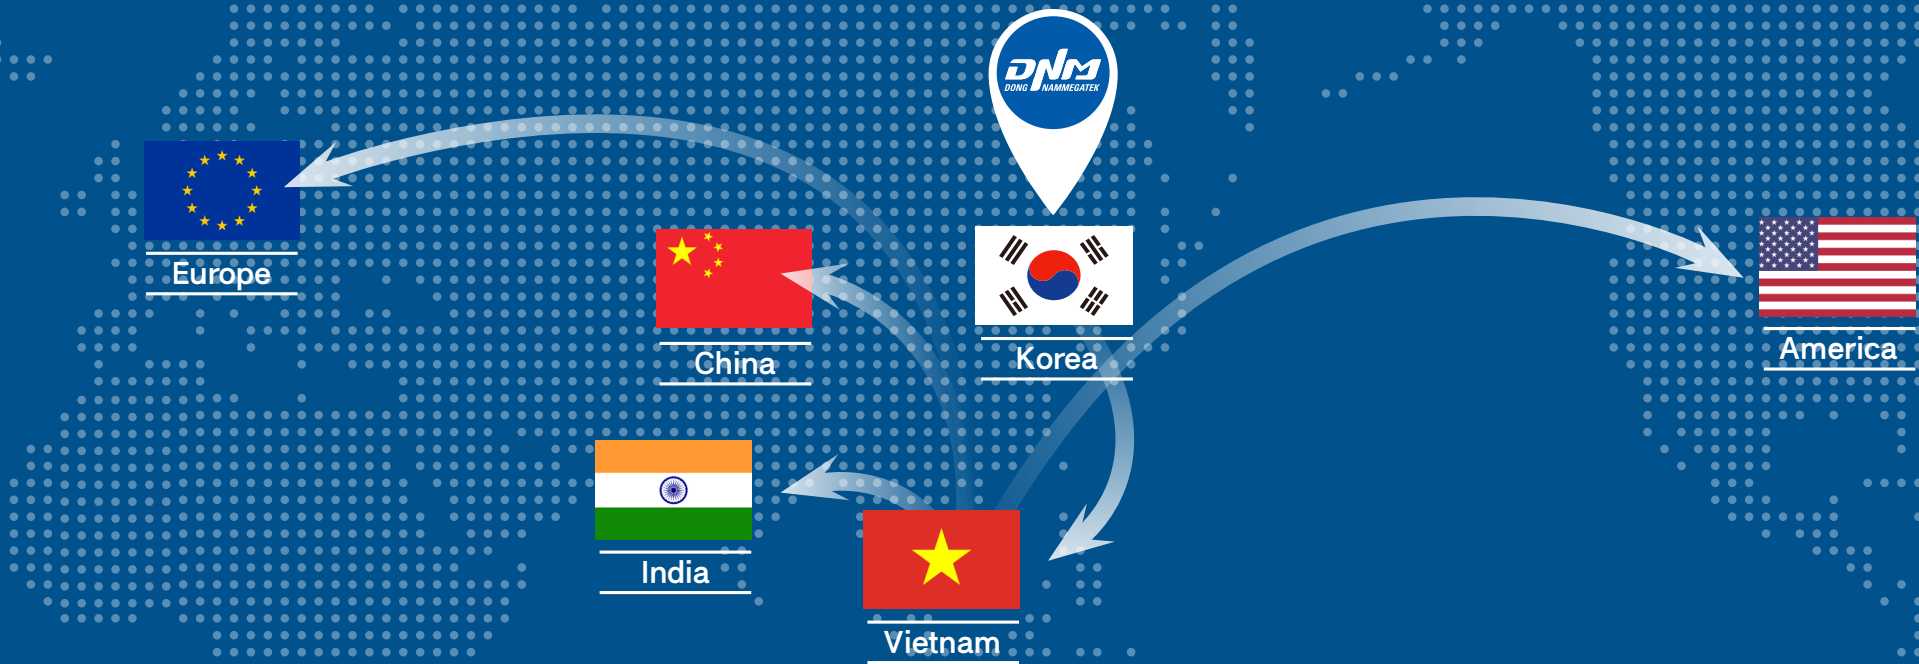 DNM
DONG NAMMEGATEK
Europe
China
Korea
America
India
Vietnam